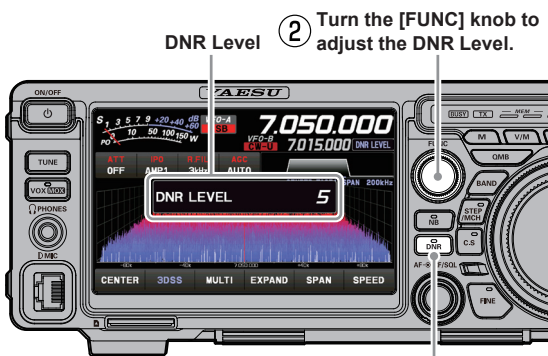 ② Turn the [FUNC] knob to
adjust the DNR Level.
DNR Level
ON/OFF
YAESU
BUSY TX MEM
S 1 3 5 7 9 +20 +40 +60 dB
PO 0 10 50 100 150 W
VFO-A
7.050.000
VFO-B
CW-U 7.015.000 DNR LEVEL
FUNC
M V/M
QMB
TUNE
ATT IPO R.FIL AGC
OFF AMP1 3kHz AUTO
SPAN 200kHz
BAND
VOX MOX
DNR LEVEL 5
PHONES
NB
STEP
/MCH
DNR
C.S
MIC
AF RF/SQL
CENTER 3DSS MULTI EXPAND SPAN SPEED
FINE